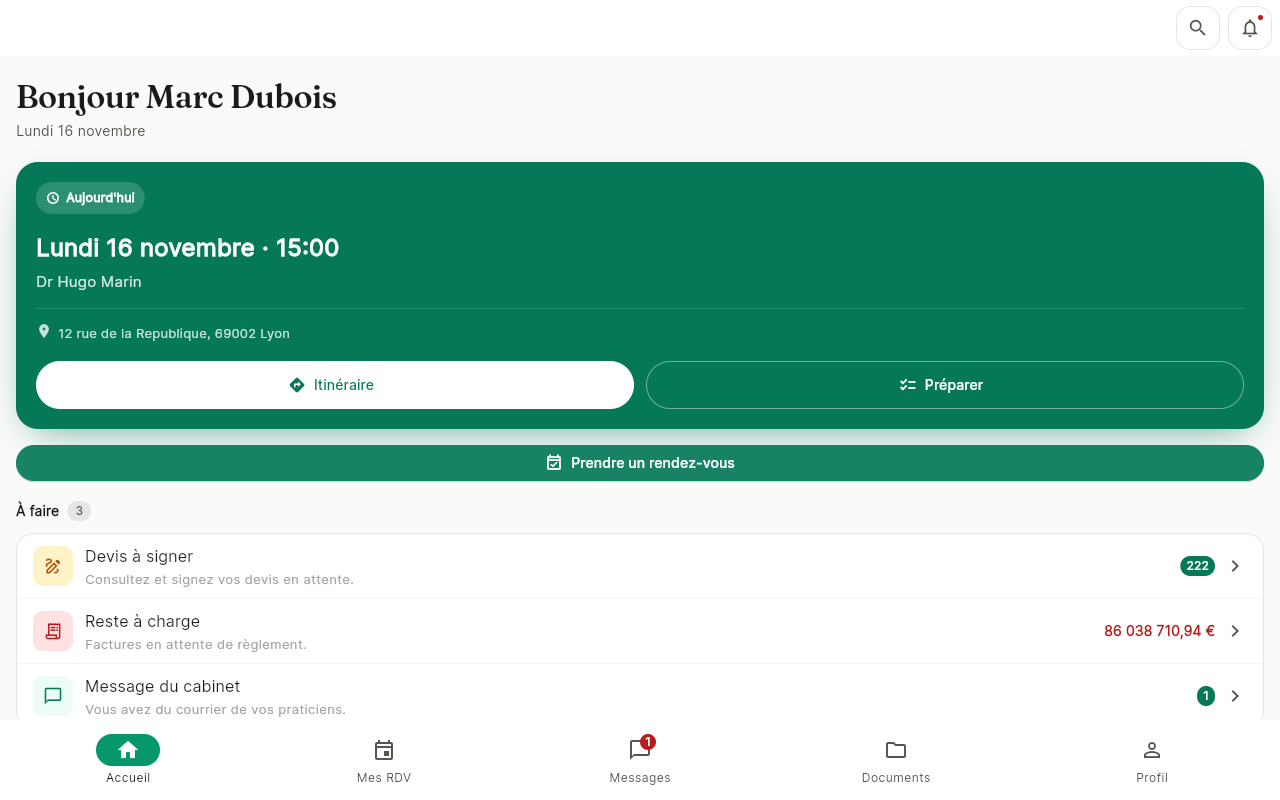 Bonjour Marc Dubois
Lundi 16 novembre
Aujourd'hui
Lundi 16 novembre · 15:00
Dr Hugo Marin
12 rue de la Republique, 69002 Lyon
Itinéraire
Préparer
Prendre un rendez-vous
À faire 3
Devis à signer
Consultez et signez vos devis en attente.
222
Reste à charge
Factures en attente de règlement.
86 038 710,94 €
Message du cabinet
Vous avez du courrier de vos praticiens.
1
1
Accueil
Mes RDV
Messages
Documents
Profil